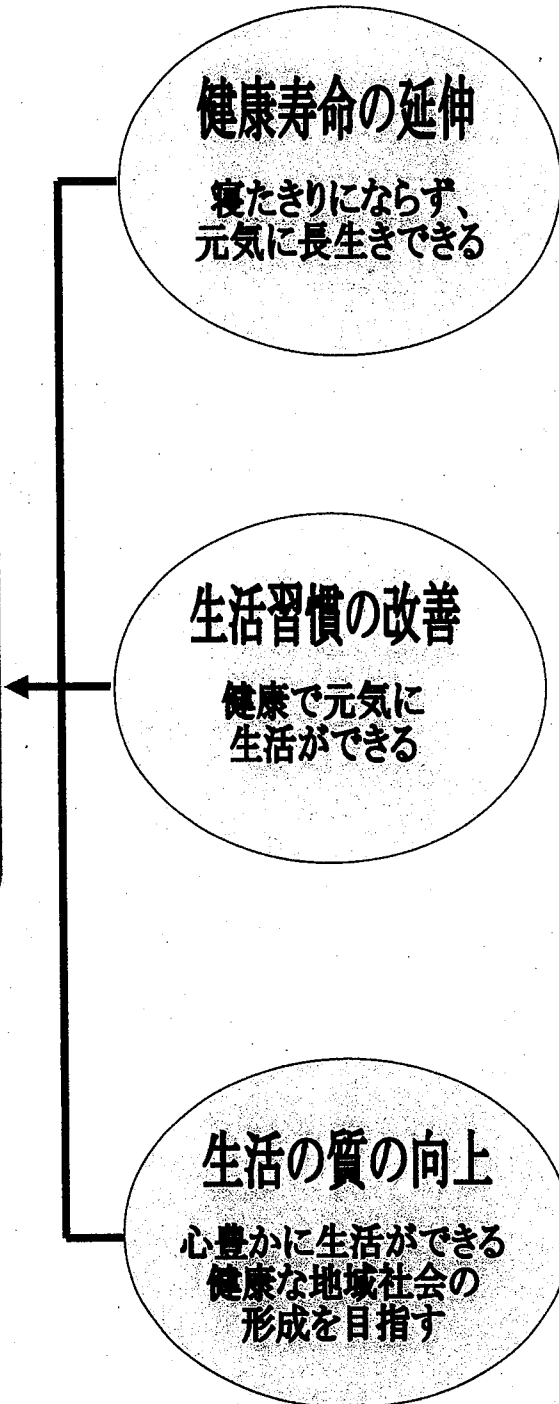 健康寿命の延伸
寝たきりにならず、
元気に長生きできる
生活習慣の改善
健康で元気に
生活ができる
生活の質の向上
心豊かに生活ができる
健康な地域社会の
形成を目指す